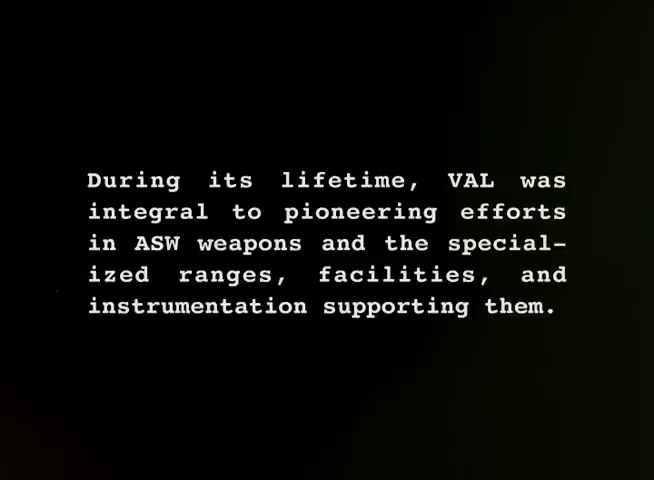 During its lifetime, VAL was
integral to pioneering efforts
in ASW weapons and the special-
ized ranges, facilities, and
instrumentation supporting them.